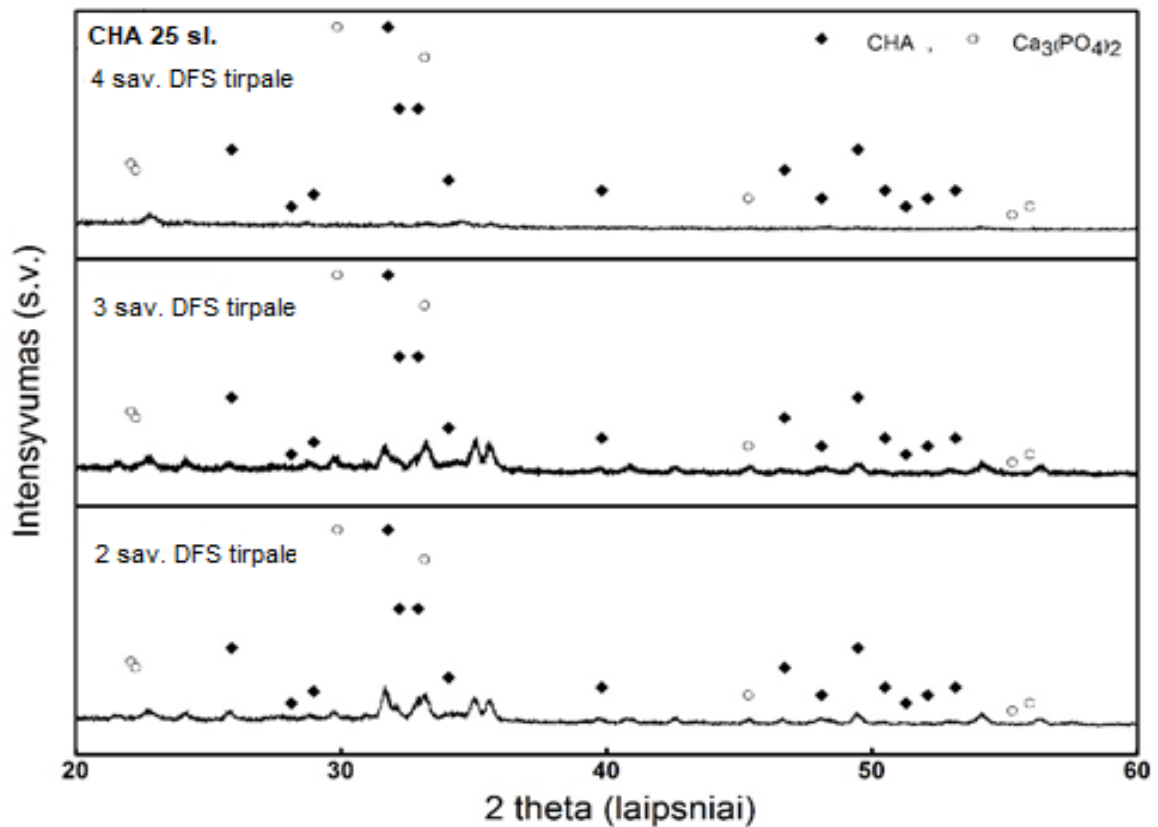 CHA 25 sl.
◆ CHA , ○ Ca₃(PO₄)₂
4 sav. DFS tirpale
3 sav. DFS tirpale
2 sav. DFS tirpale
Intensyvumas (s.v.)
20 30 40 50 60
2 theta (laipsniai)